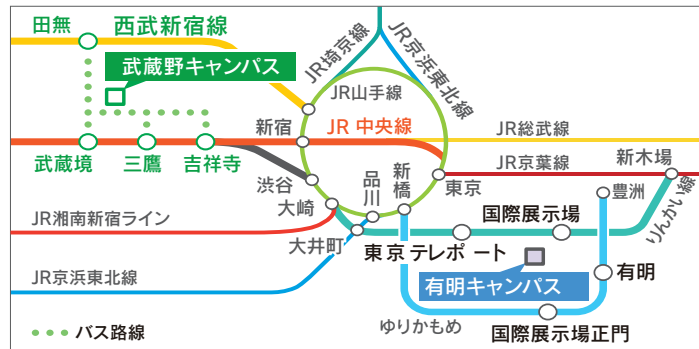 田無
西武新宿線
武蔵野キャンパス
JR埼京線
JR京浜東北線
JR山手線
新宿
JR 中央線
JR総武線
武蔵境
三鷹
吉祥寺
JR京葉線
新木場
渋谷
品川
新橋
東京
豊洲
大崎
りんかい線
JR湘南新宿ライン
国際展示場
大井町
東京テレポート
JR京浜東北線
有明キャンパス
有明
バス路線
ゆりかもめ
国際展示場正門